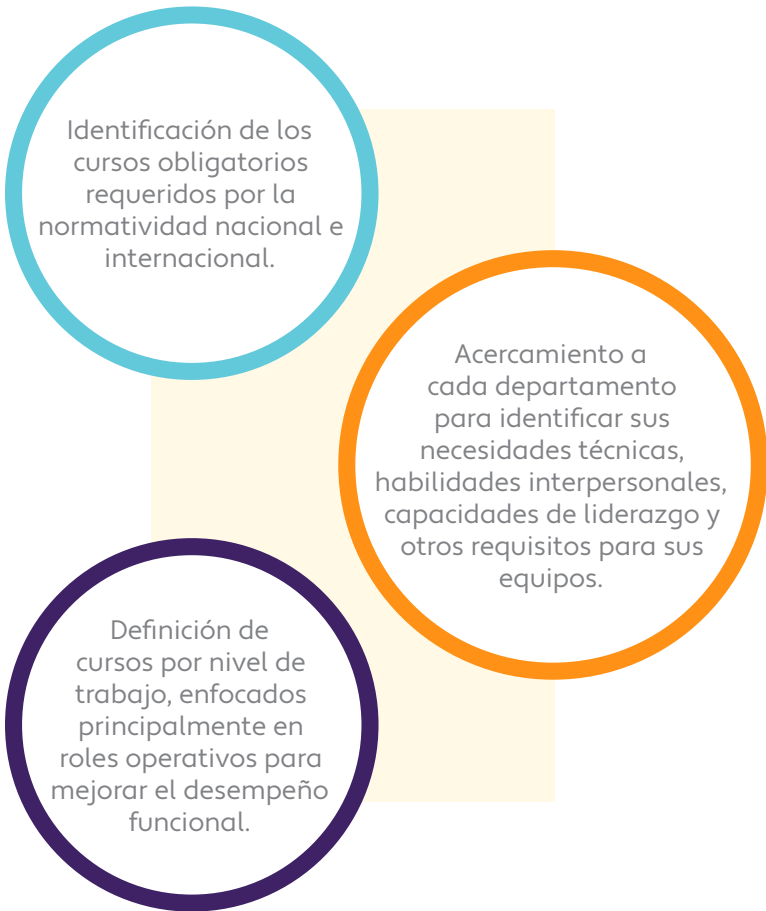 Identificación de los
cursos obligatorios
requeridos por la
normatividad nacional e
internacional.
Acercamiento a
cada departamento
para identificar sus
necesidades técnicas,
habilidades interpersonales,
capacidades de liderazgo y
otros requisitos para sus
equipos.
Definición de
cursos por nivel de
trabajo, enfocados
principalmente en
roles operativos para
mejorar el desempeño
funcional.